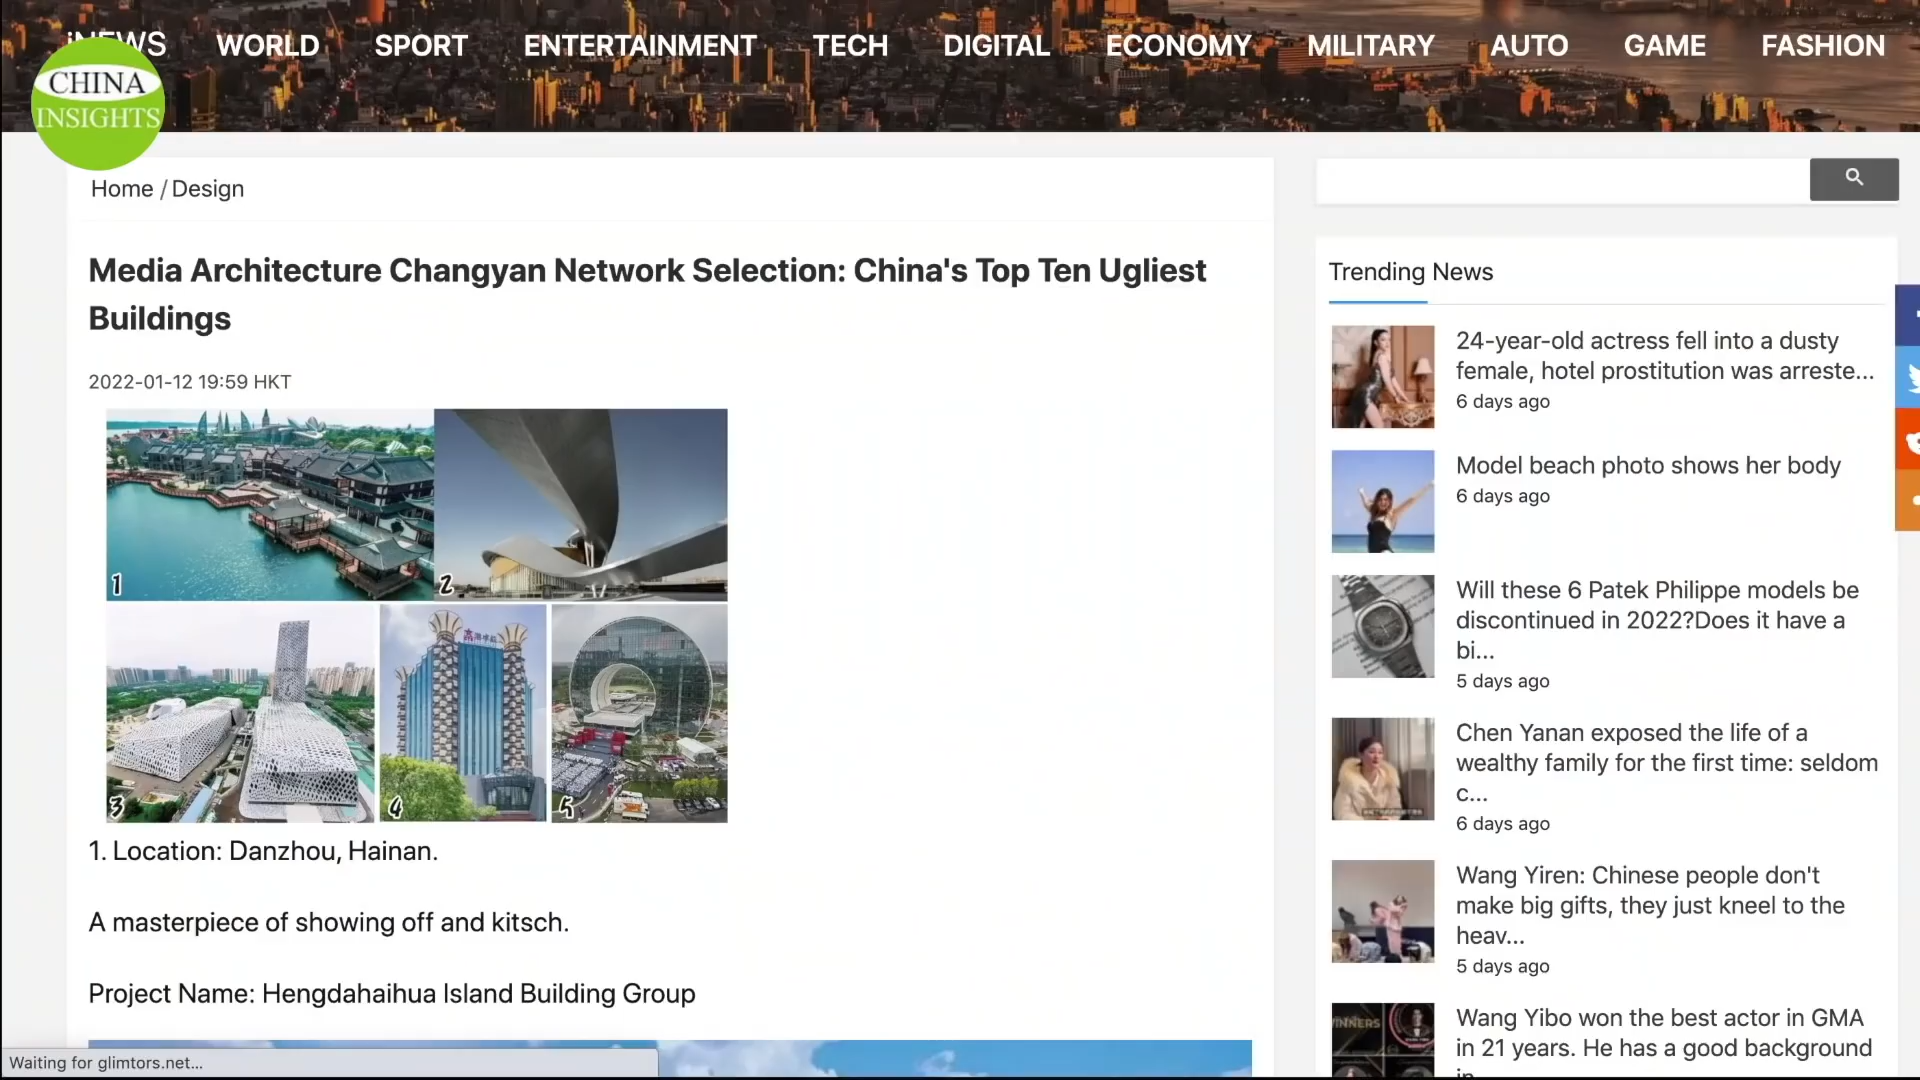 iNEWS
WORLD
SPORT
ENTERTAINMENT
TECH
DIGITAL
ECONOMY
MILITARY
AUTO
GAME
FASHION
CHINA
INSIGHTS
Home / Design
Media Architecture Changyan Network Selection: China's Top Ten Ugliest
Buildings
2022-01-12 19:59 HKT
1
2
3
4
5
1. Location: Danzhou, Hainan.
A masterpiece of showing off and kitsch.
Project Name: Hengdahaihua Island Building Group
Waiting for glimtors.net...
Trending News
24-year-old actress fell into a dusty
female, hotel prostitution was arreste...
6 days ago
Model beach photo shows her body
6 days ago
Will these 6 Patek Philippe models be
discontinued in 2022?Does it have a
bi...
5 days ago
Chen Yanan exposed the life of a
wealthy family for the first time: seldom
c...
6 days ago
Wang Yiren: Chinese people don't
make big gifts, they just kneel to the
heav...
5 days ago
Wang Yibo won the best actor in GMA
in 21 years. He has a good background